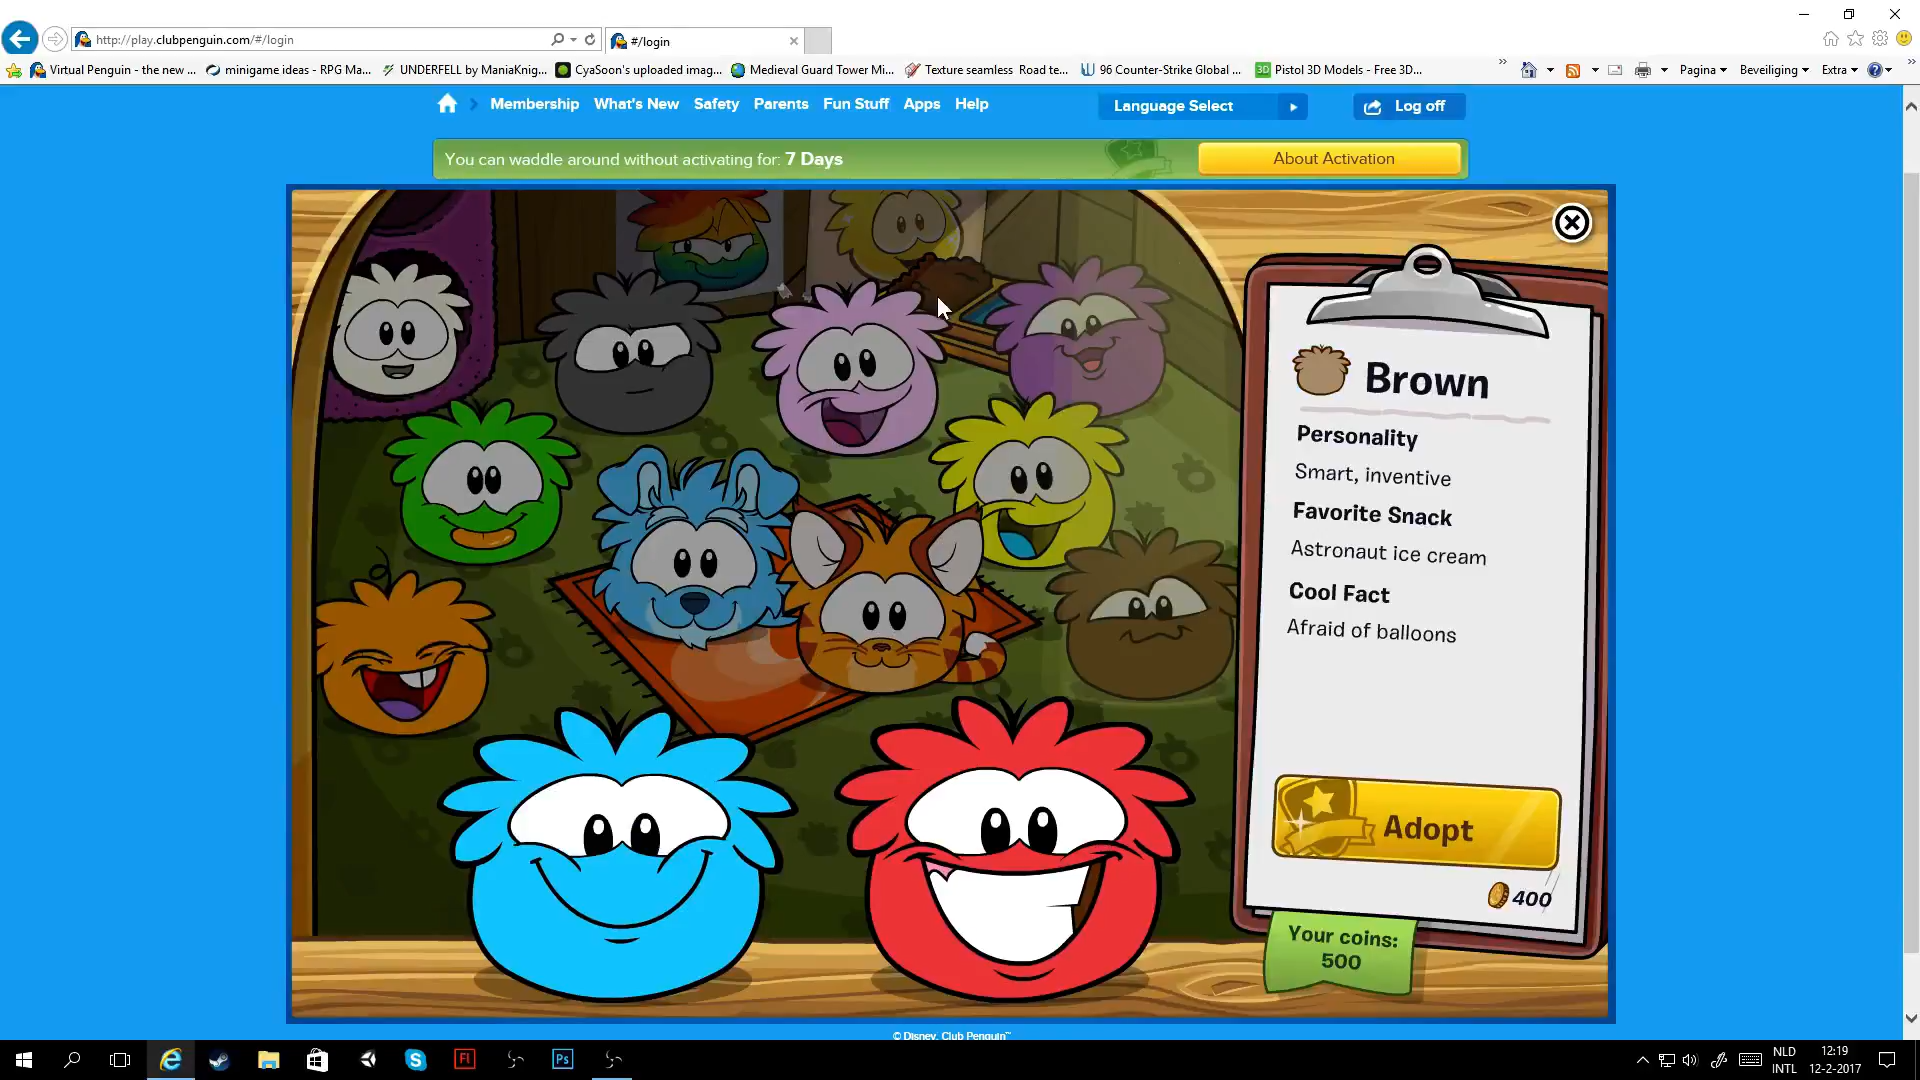 http://play.clubpenguin.com/#/login
#/login
Virtual Penguin - the new ...
minigame ideas - RPG Ma...
UNDERFELL by ManiaKnig...
CyaSoon's uploaded imag...
Medieval Guard Tower Mi...
Texture seamless Road te...
96 Counter-Strike Global ...
3D Pistol 3D Models - Free 3D...
Pagina
Beveiliging
Extra
Membership
What's New
Safety
Parents
Fun Stuff
Apps
Help
Language Select
Log off
You can waddle around without activating for: 7 Days
About Activation
Brown
Personality
Smart, inventive
Favorite Snack
Astronaut ice cream
Cool Fact
Afraid of balloons
Adopt
400
Your coins:
500
© Disney. Club Penguin™
Fl
Ps
NLD
INTL
12:19
12-2-2017